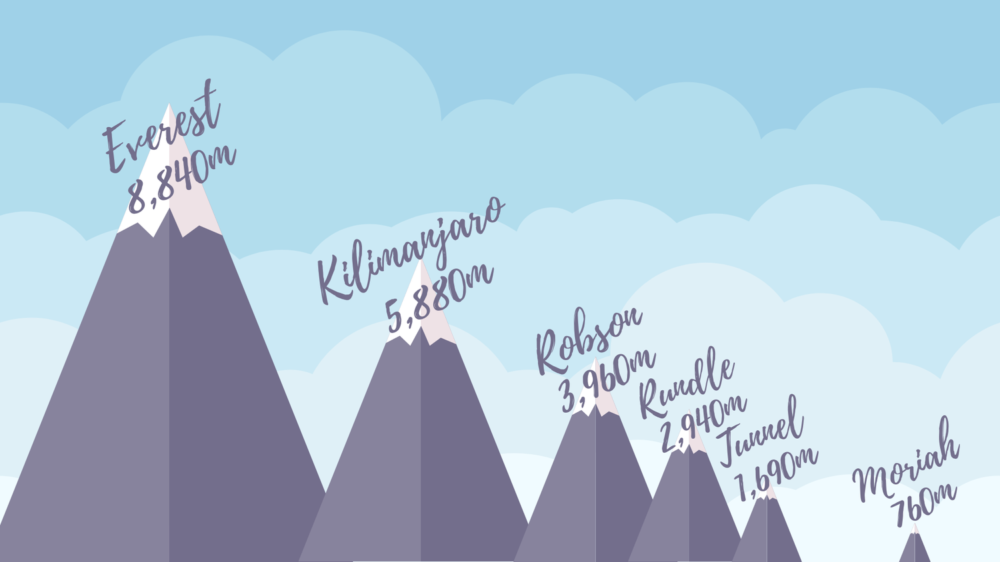 Everest
8,840m
Kilimanjaro
5,880m
Robson
3,960m
Rundle
2,940m
Tunnel
1,690m
Moriah
760m